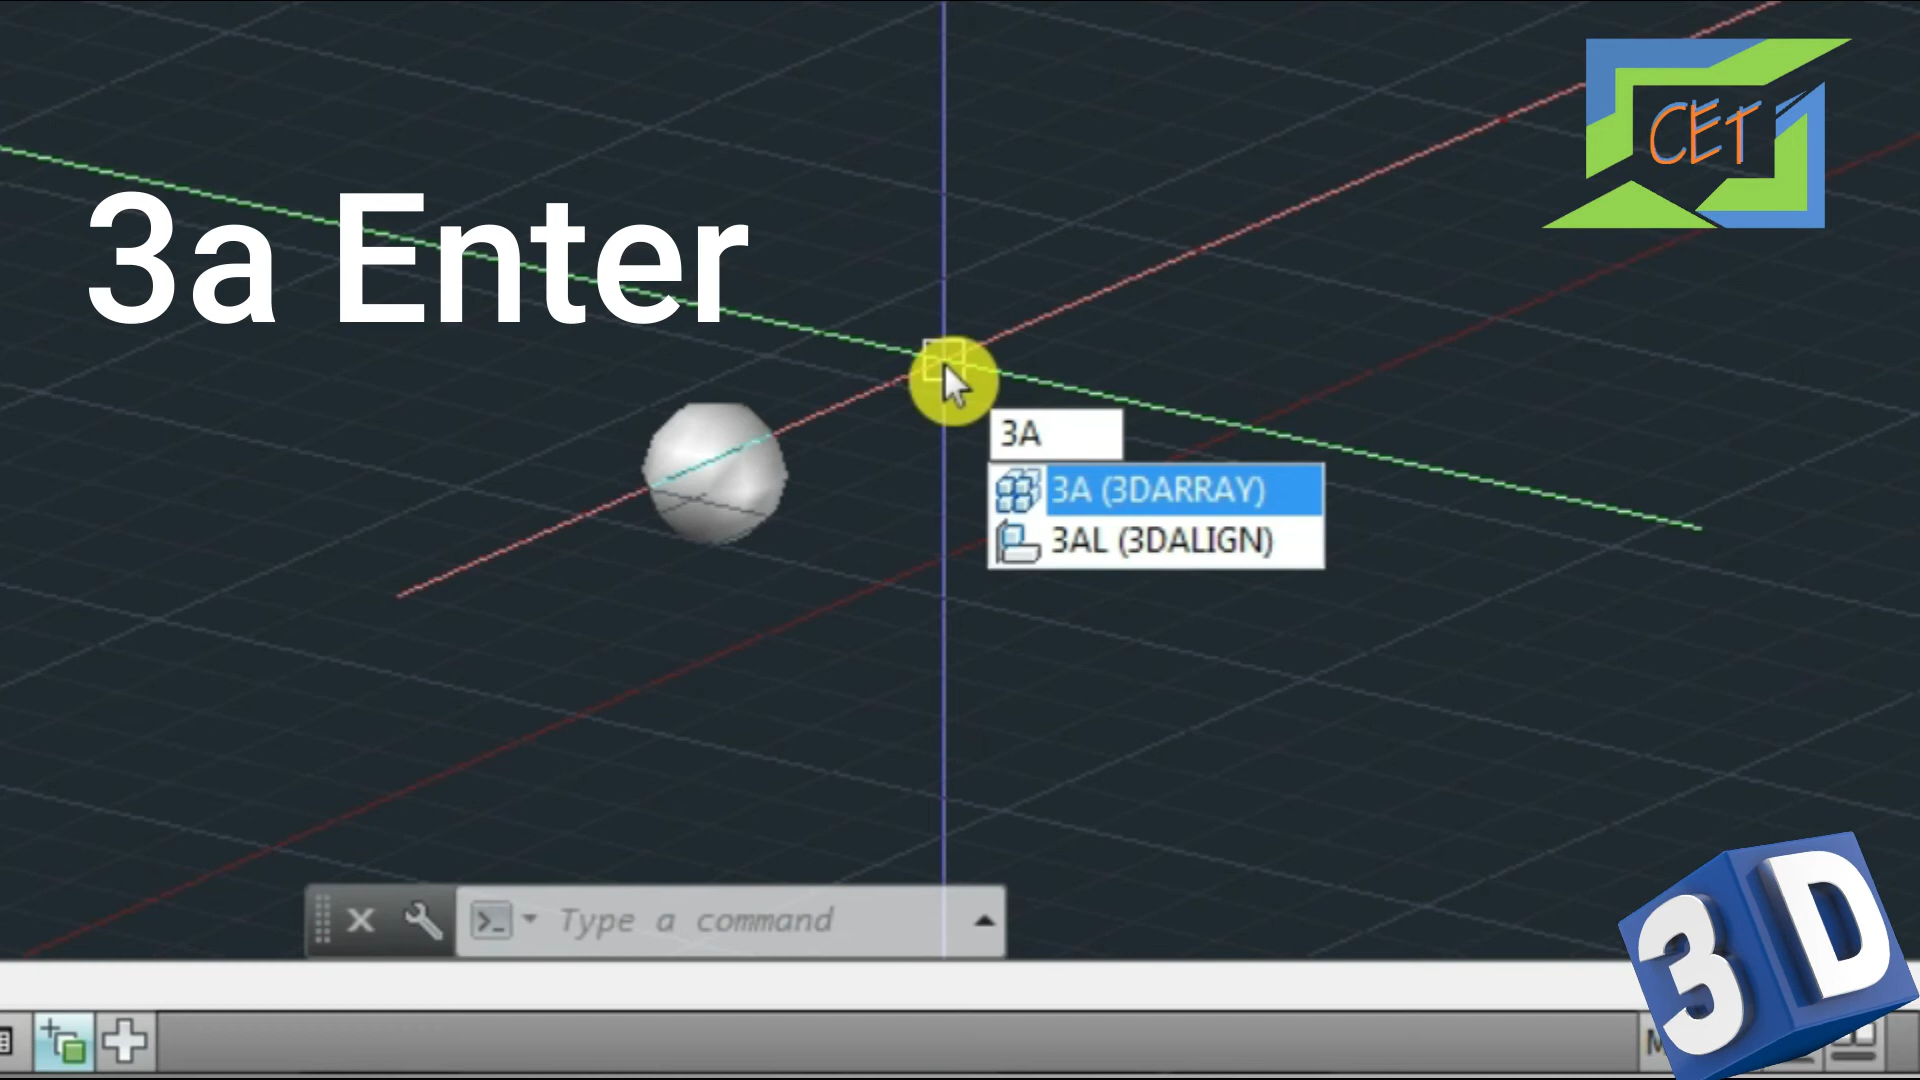 CET
3a Enter
3A
3A (3DARRAY)
3AL (3DALIGN)
Type a command
3D
M